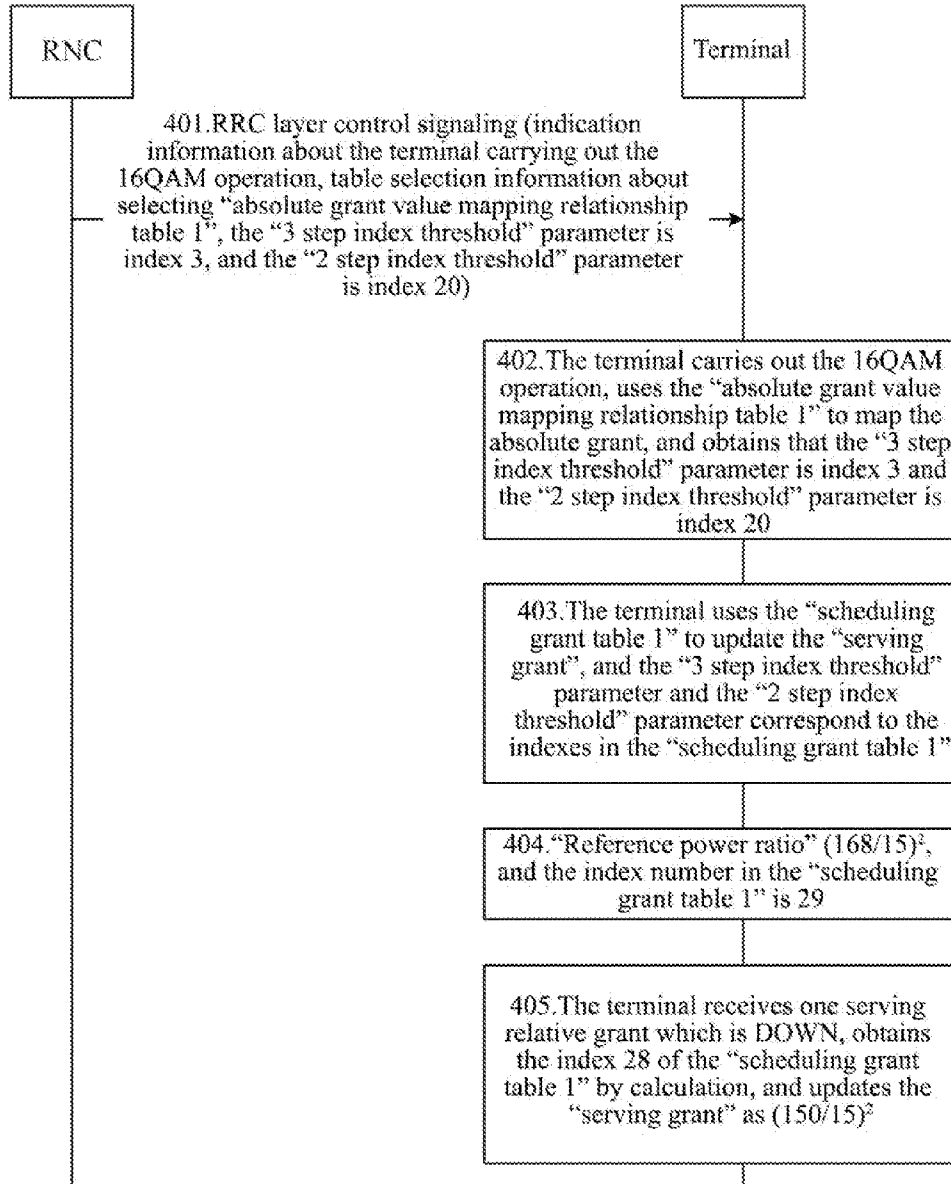 RNC
Terminal
401.RRC layer control signaling (indication
information about the terminal carrying out the
16QAM operation, table selection information about
selecting “absolute grant value mapping relationship
table 1”, the “3 step index threshold” parameter is
index 3, and the “2 step index threshold” parameter
is index 20)
402.The terminal carries out the 16QAM
operation, uses the “absolute grant value
mapping relationship table 1” to map the
absolute grant, and obtains that the “3 step
index threshold” parameter is index 3 and
the “2 step index threshold” parameter is
index 20
403.The terminal uses the “scheduling
grant table 1” to update the “serving
grant”, and the “3 step index threshold”
parameter and the “2 step index
threshold” parameter correspond to the
indexes in the “scheduling grant table 1”
404.“Reference power ratio” (168/15)²,
and the index number in the “scheduling
grant table 1” is 29
405.The terminal receives one serving
relative grant which is DOWN, obtains
the index 28 of the “scheduling grant
table 1” by calculation, and updates the
“serving grant” as (150/15)²